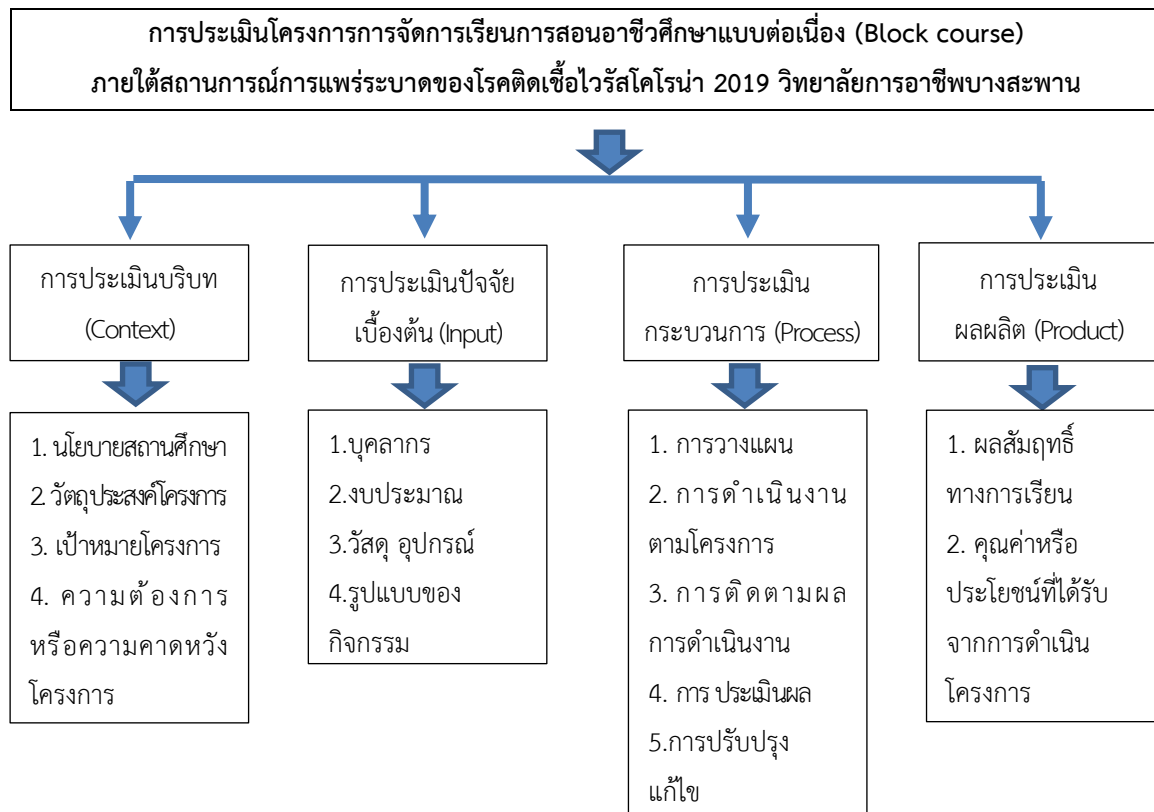 การประเมินโครงการการจัดการเรียนการสอนอาชีวศึกษาแบบต่อเนื่อง (Block course)
ภายใต้สถานการณ์การแพร่ระบาดของโรคติดเชื้อไวรัสโคโรน่า 2019 วิทยาลัยการอาชีพบางสะพาน
การประเมินบริบท
(Context)
การประเมินปัจจัย
เบื้องต้น (Input)
การประเมิน
กระบวนการ (Process)
การประเมิน
ผลผลิต (Product)
1. นโยบายสถานศึกษา
2. วัตถุประสงค์โครงการ
3. เป้าหมายโครงการ
4. ความต้องการ
หรือความคาดหวัง
โครงการ
1.บุคลากร
2.งบประมาณ
3.วัสดุ อุปกรณ์
4.รูปแบบของ
กิจกรรม
1. การวางแผน
2. การดำเนินงาน
ตามโครงการ
3. การติดตามผล
การดำเนินงาน
4. การ ประเมินผล
5.การปรับปรุง
แก้ไข
1. ผลสัมฤทธิ์
ทางการเรียน
2. คุณค่าหรือ
ประโยชน์ที่ได้รับ
จากการดำเนิน
โครงการ